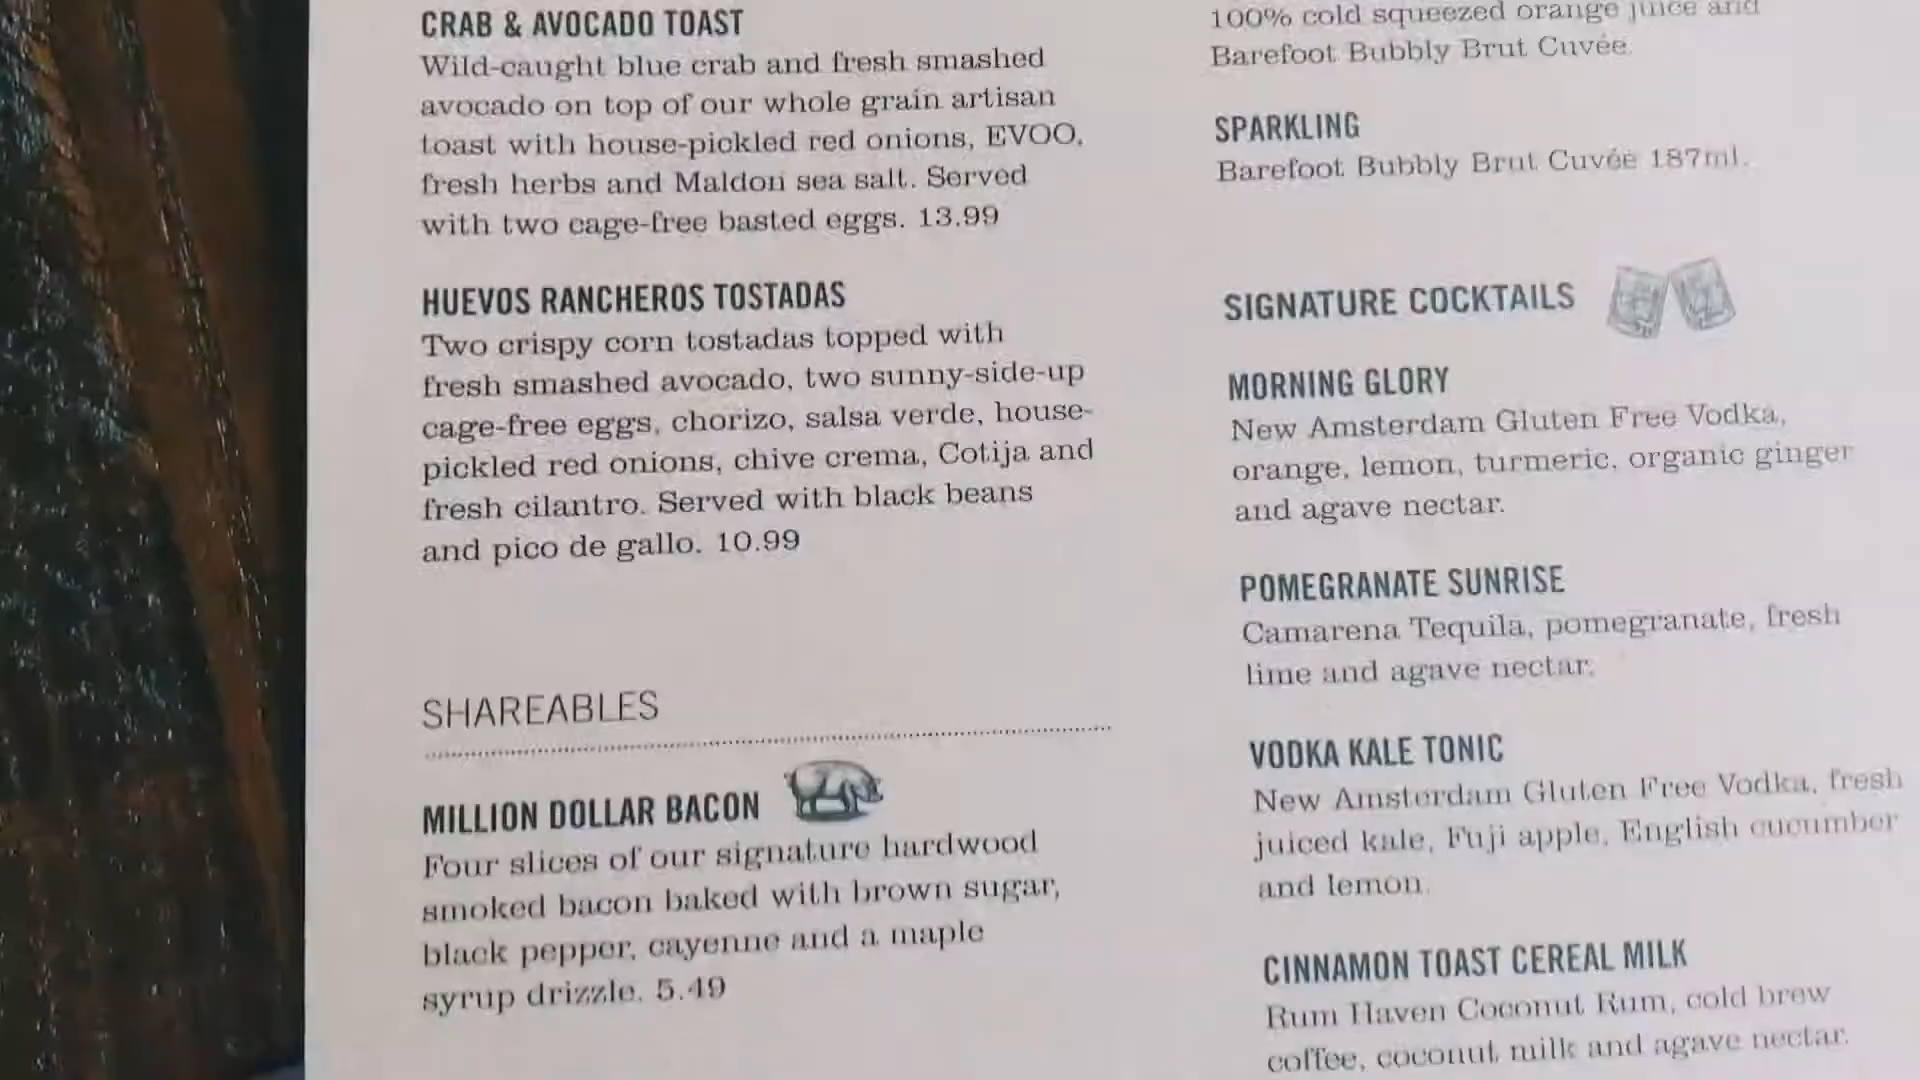 CRAB & AVOCADO TOAST
Wild-caught blue crab and fresh smashed
avocado on top of our whole grain artisan
toast with house-pickled red onions, EVOO,
fresh herbs and Maldon sea salt. Served
with two cage-free basted eggs. 13.99
HUEVOS RANCHEROS TOSTADAS
Two crispy corn tostadas topped with
fresh smashed avocado, two sunny-side-up
cage-free eggs, chorizo, salsa verde, house-
pickled red onions, chive crema, Cotija and
fresh cilantro. Served with black beans
and pico de gallo. 10.99
SHAREABLES
MILLION DOLLAR BACON
Four slices of our signature hardwood
smoked bacon baked with brown sugar,
black pepper, cayenne and a maple
syrup drizzle. 5.49
100% cold squeezed orange juice and
Barefoot Bubbly Brut Cuvée.
SPARKLING
Barefoot Bubbly Brut Cuvée 187ml.
SIGNATURE COCKTAILS
MORNING GLORY
New Amsterdam Gluten Free Vodka,
orange, lemon, turmeric, organic ginger
and agave nectar.
POMEGRANATE SUNRISE
Camarena Tequila, pomegranate, fresh
lime and agave nectar.
VODKA KALE TONIC
New Amsterdam Gluten Free Vodka, fresh
juiced kale, Fuji apple, English cucumber
and lemon.
CINNAMON TOAST CEREAL MILK
Rum Haven Coconut Rum, cold brew
coffee, coconut milk and agave nectar.